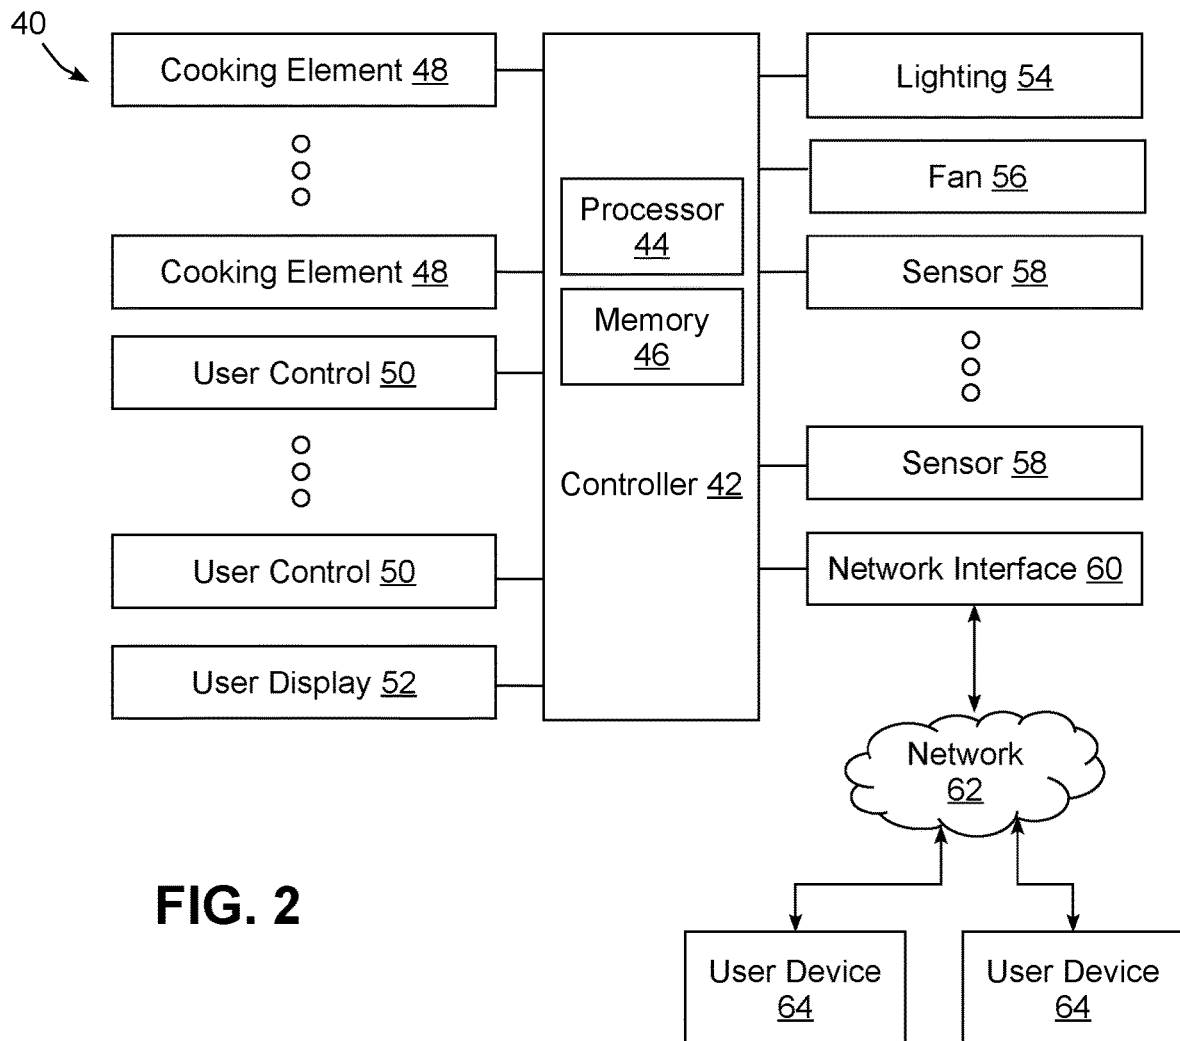 40
Cooking Element 48
Cooking Element 48
User Control 50
User Control 50
User Display 52
Processor
44
Memory
46
Controller 42
Lighting 54
Fan 56
Sensor 58
Sensor 58
Network Interface 60
Network
62
User Device
64
User Device
64
FIG. 2